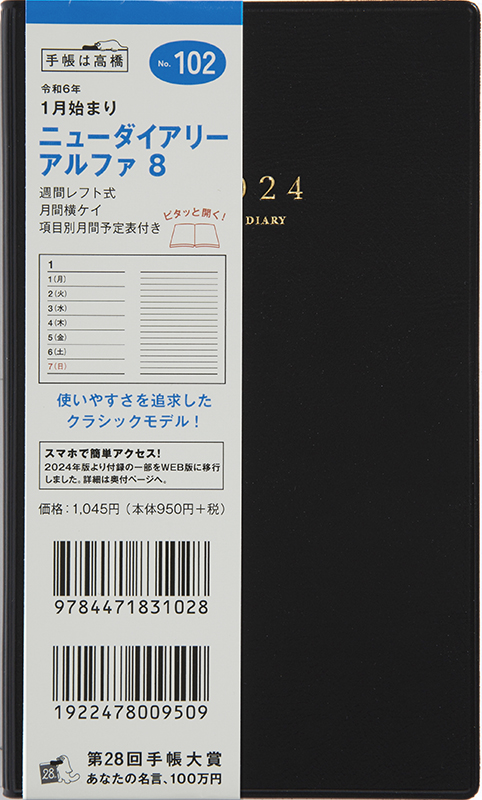 手帳は高橋
No. 102
令和6年
1月始まり
ニューダイアリー
アルファ 8
週間レフト式
月間横ケイ
項目別月間予定表付き
ピタッと開く!
024
DIARY
1
1(月)
2(火)
3(水)
4(木)
5(金)
6(土)
7(日)
使いやすさを追求した
クラシックモデル!
スマホで簡単アクセス!
2024年版より付録の一部をWEB版に移行
しました。詳細は奥付ページへ。
価格:1,045円(本体950円+税)
9784471831028
1922478009509
28
第28回手帳大賞
あなたの名言、100万円